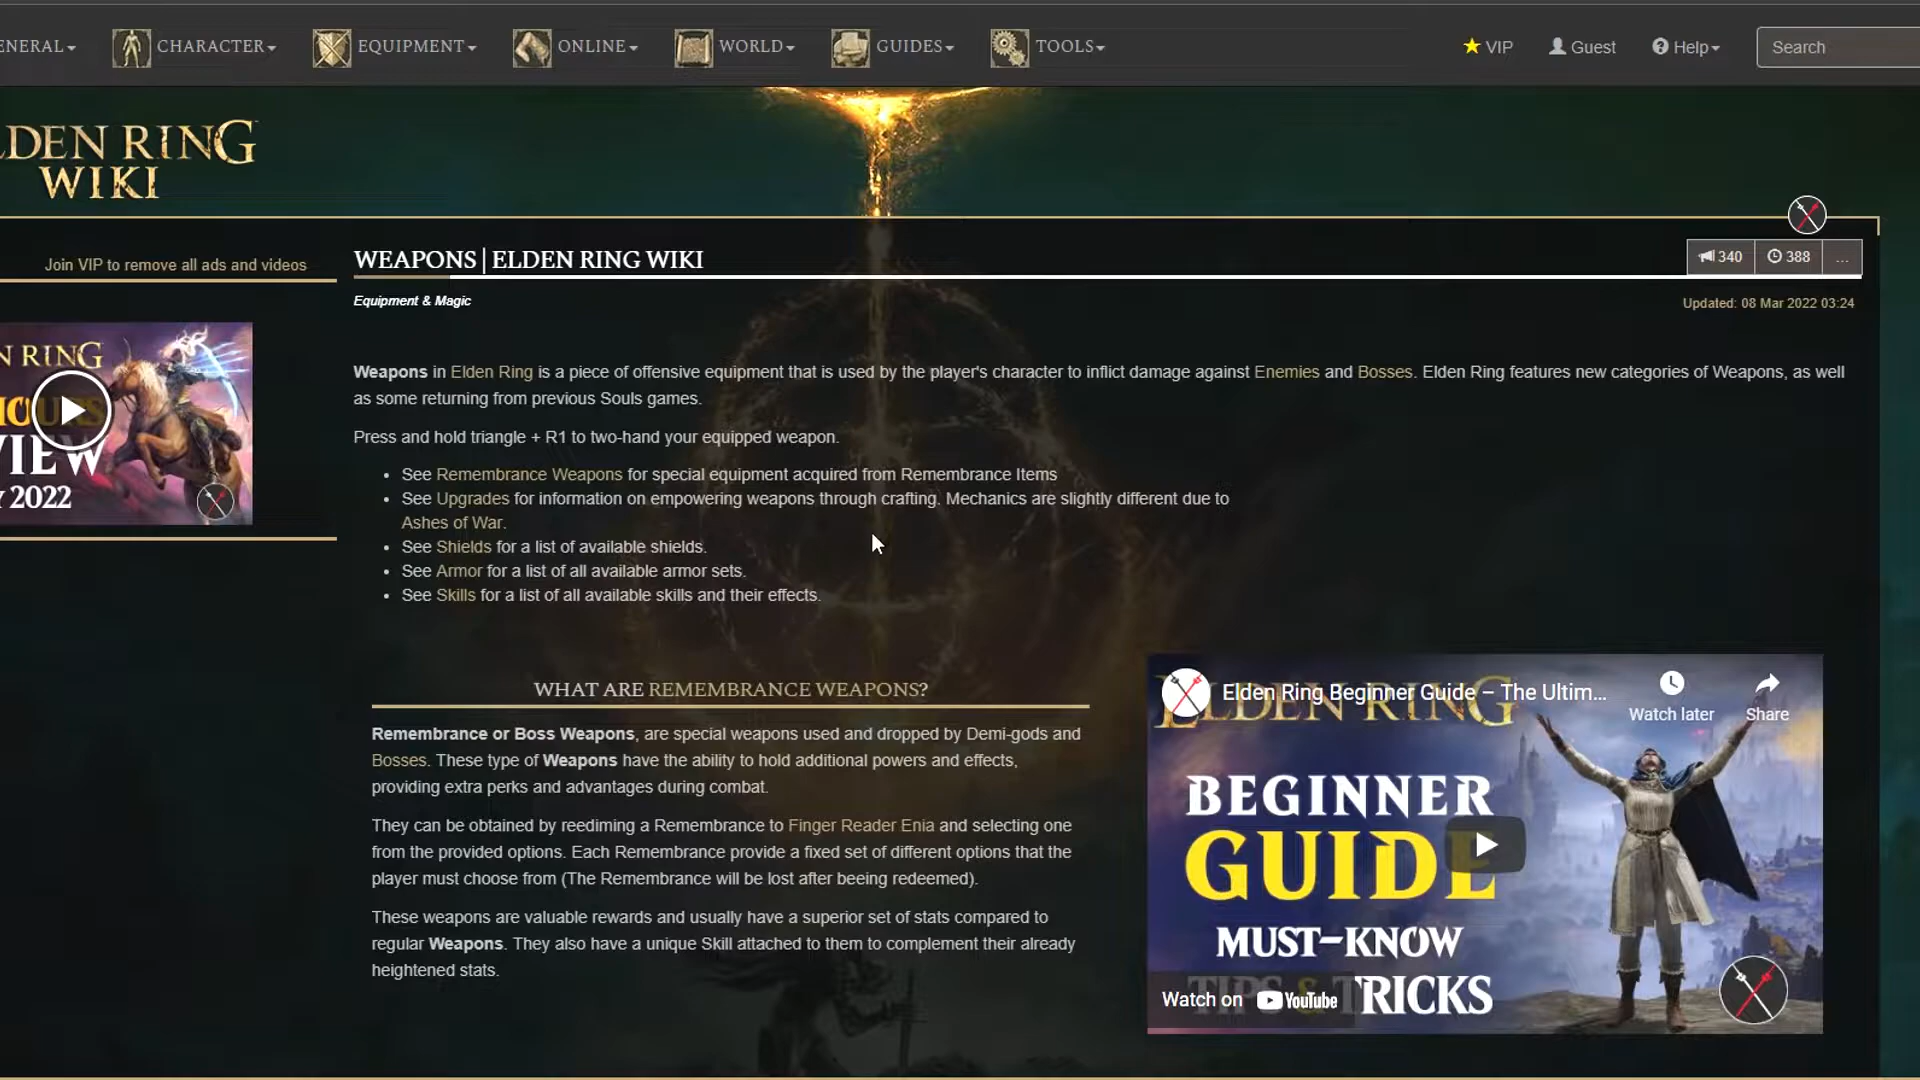 ENERAL CHARACTER EQUIPMENT ONLINE WORLD GUIDES TOOLS VIP Guest Help Search
LDEN RING
WIKI
Join VIP to remove all ads and videos
WEAPONS | ELDEN RING WIKI
340 388 ...
Equipment & Magic
Updated: 08 Mar 2022 03:24
N RING
VIEW
2022
Weapons in Elden Ring is a piece of offensive equipment that is used by the player's character to inflict damage against Enemies and Bosses. Elden Ring features new categories of Weapons, as well
as some returning from previous Souls games.
Press and hold triangle + R1 to two-hand your equipped weapon.
• See Remembrance Weapons for special equipment acquired from Remembrance Items
• See Upgrades for information on empowering weapons through crafting. Mechanics are slightly different due to
Ashes of War.
• See Shields for a list of available shields.
• See Armor for a list of all available armor sets.
• See Skills for a list of all available skills and their effects.
WHAT ARE REMEMBRANCE WEAPONS?
Remembrance or Boss Weapons, are special weapons used and dropped by Demi-gods and
Bosses. These type of Weapons have the ability to hold additional powers and effects,
providing extra perks and advantages during combat.
They can be obtained by reediming a Remembrance to Finger Reader Enia and selecting one
from the provided options. Each Remembrance provide a fixed set of different options that the
player must choose from (The Remembrance will be lost after beeing redeemed).
These weapons are valuable rewards and usually have a superior set of stats compared to
regular Weapons. They also have a unique Skill attached to them to complement their already
heightened stats.
Elden Ring Beginner Guide – The Ultim...
Watch later
Share
ELDEN RING
BEGINNER
GUIDE
MUST-KNOW
TIPS & TRICKS
Watch on YouTube